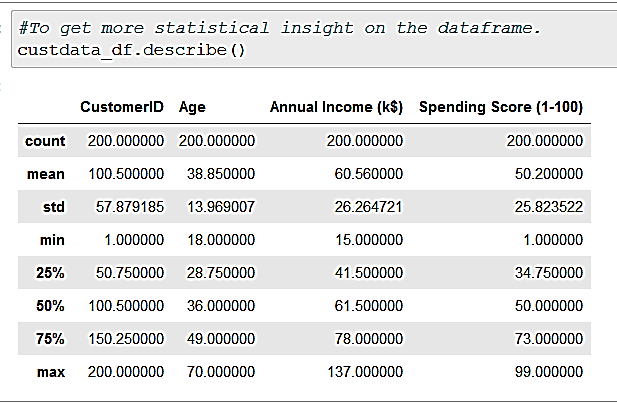 #To get more statistical insight on the dataframe.
custdata_df.describe()
CustomerID Age Annual Income (k$) Spending Score (1-100)
count 200.000000 200.000000 200.000000 200.000000
mean 100.500000 38.850000 60.560000 50.200000
std 57.879185 13.969007 26.264721 25.823522
min 1.000000 18.000000 15.000000 1.000000
25% 50.750000 28.750000 41.500000 34.750000
50% 100.500000 36.000000 61.500000 50.000000
75% 150.250000 49.000000 78.000000 73.000000
max 200.000000 70.000000 137.000000 99.000000